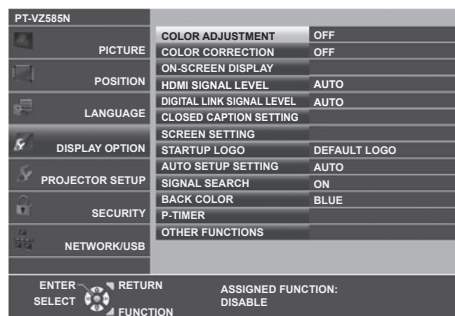 PT-VZ585N
PICTURE
POSITION
LANGUAGE
DISPLAY OPTION
PROJECTOR SETUP
SECURITY
NETWORK/USB
COLOR ADJUSTMENT OFF
COLOR CORRECTION OFF
ON-SCREEN DISPLAY
HDMI SIGNAL LEVEL AUTO
DIGITAL LINK SIGNAL LEVEL AUTO
CLOSED CAPTION SETTING
SCREEN SETTING
STARTUP LOGO DEFAULT LOGO
AUTO SETUP SETTING AUTO
SIGNAL SEARCH ON
BACK COLOR BLUE
P-TIMER
OTHER FUNCTIONS
ENTER RETURN
SELECT
FUNCTION
ASSIGNED FUNCTION:
DISABLE